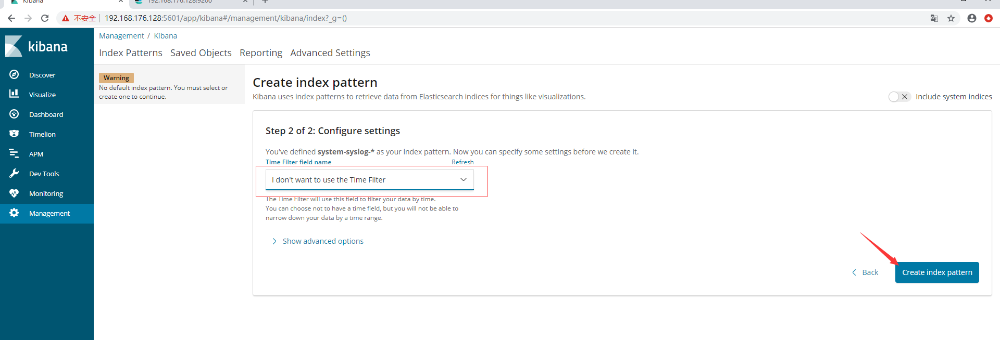 Kibana
192.168.176.128:9200
不安全 192.168.176.128:5601/app/kibana#/management/kibana/index?_g=()
kibana
Discover
Visualize
Dashboard
Timelion
APM
Dev Tools
Monitoring
Management
Management / Kibana
Index Patterns Saved Objects Reporting Advanced Settings
Warning
No default index pattern. You must select or
create one to continue.
Create index pattern
Kibana uses index patterns to retrieve data from Elasticsearch indices for things like visualizations.
Include system indices
Step 2 of 2: Configure settings
You've defined system-syslog-* as your index pattern. Now you can specify some settings before we create it.
Time Filter field name Refresh
I don't want to use the Time Filter
The Time Filter will use this field to filter your data by time.
You can choose not to have a time field, but you will not be able to
narrow down your data by a time range.
Show advanced options
Back
Create index pattern